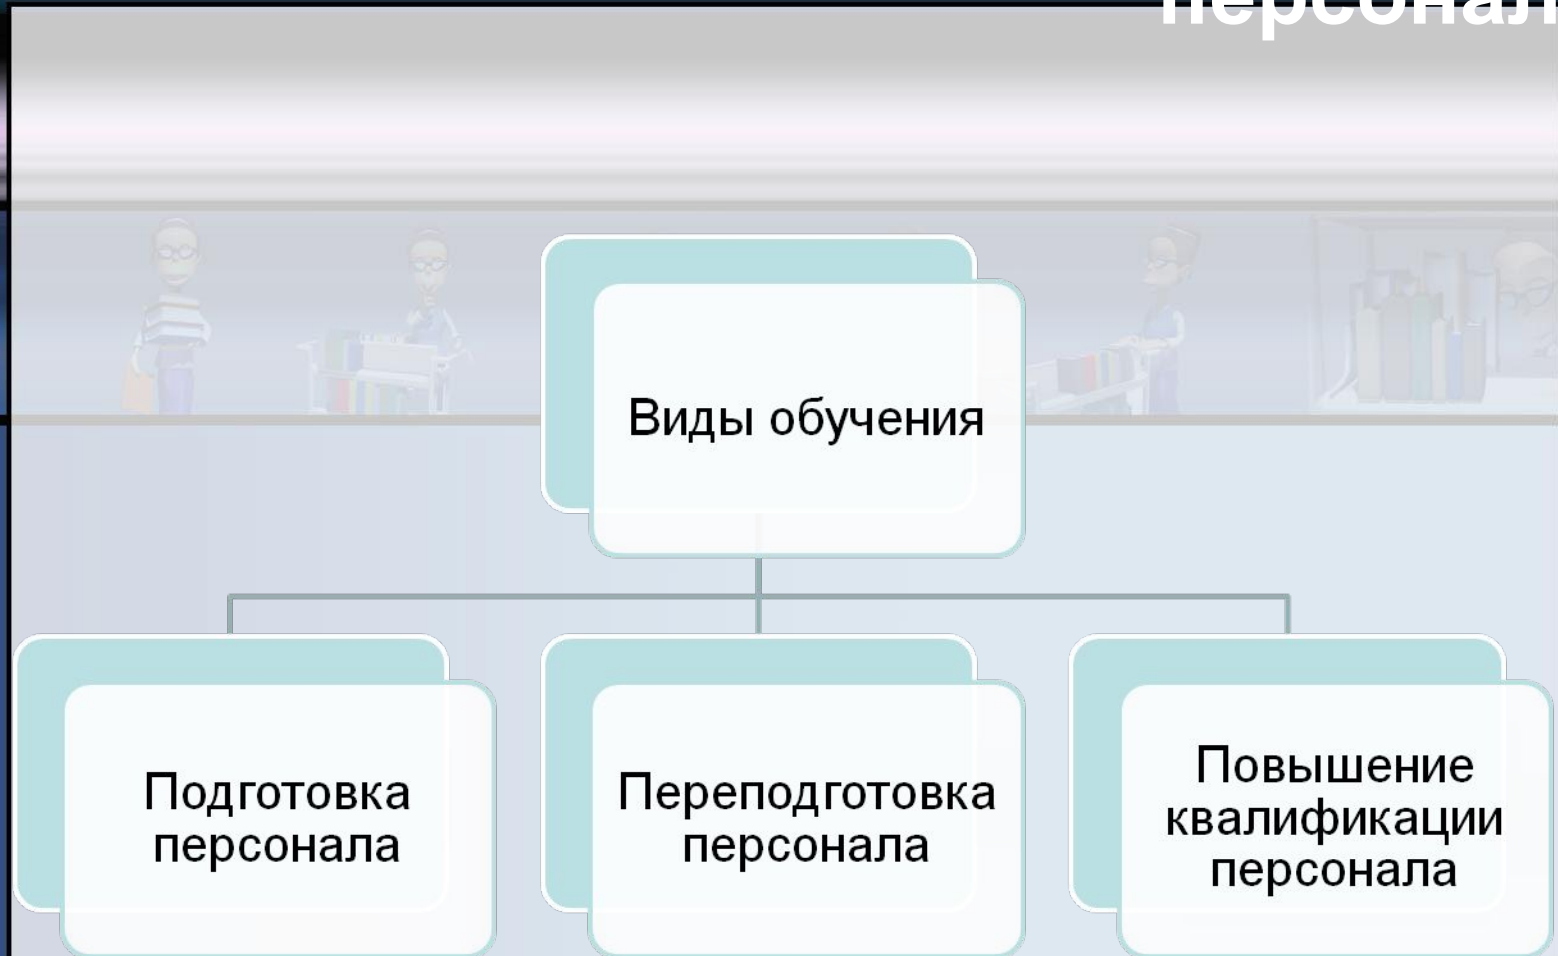 Виды обучения
Подготовка
персонала
Переподготовка
персонала
Повышение
квалификации
персонала